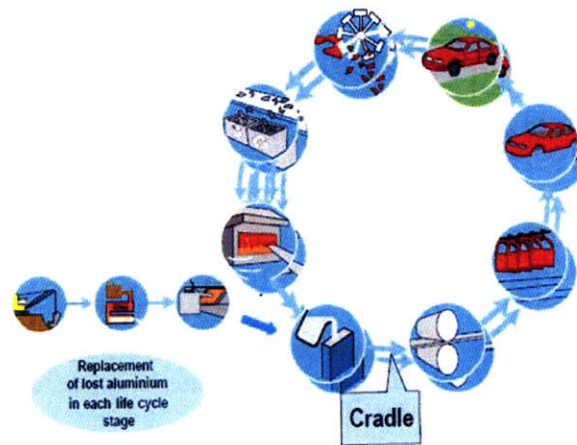 Replacement
of lost aluminium
in each life cycle
stage
Cradle